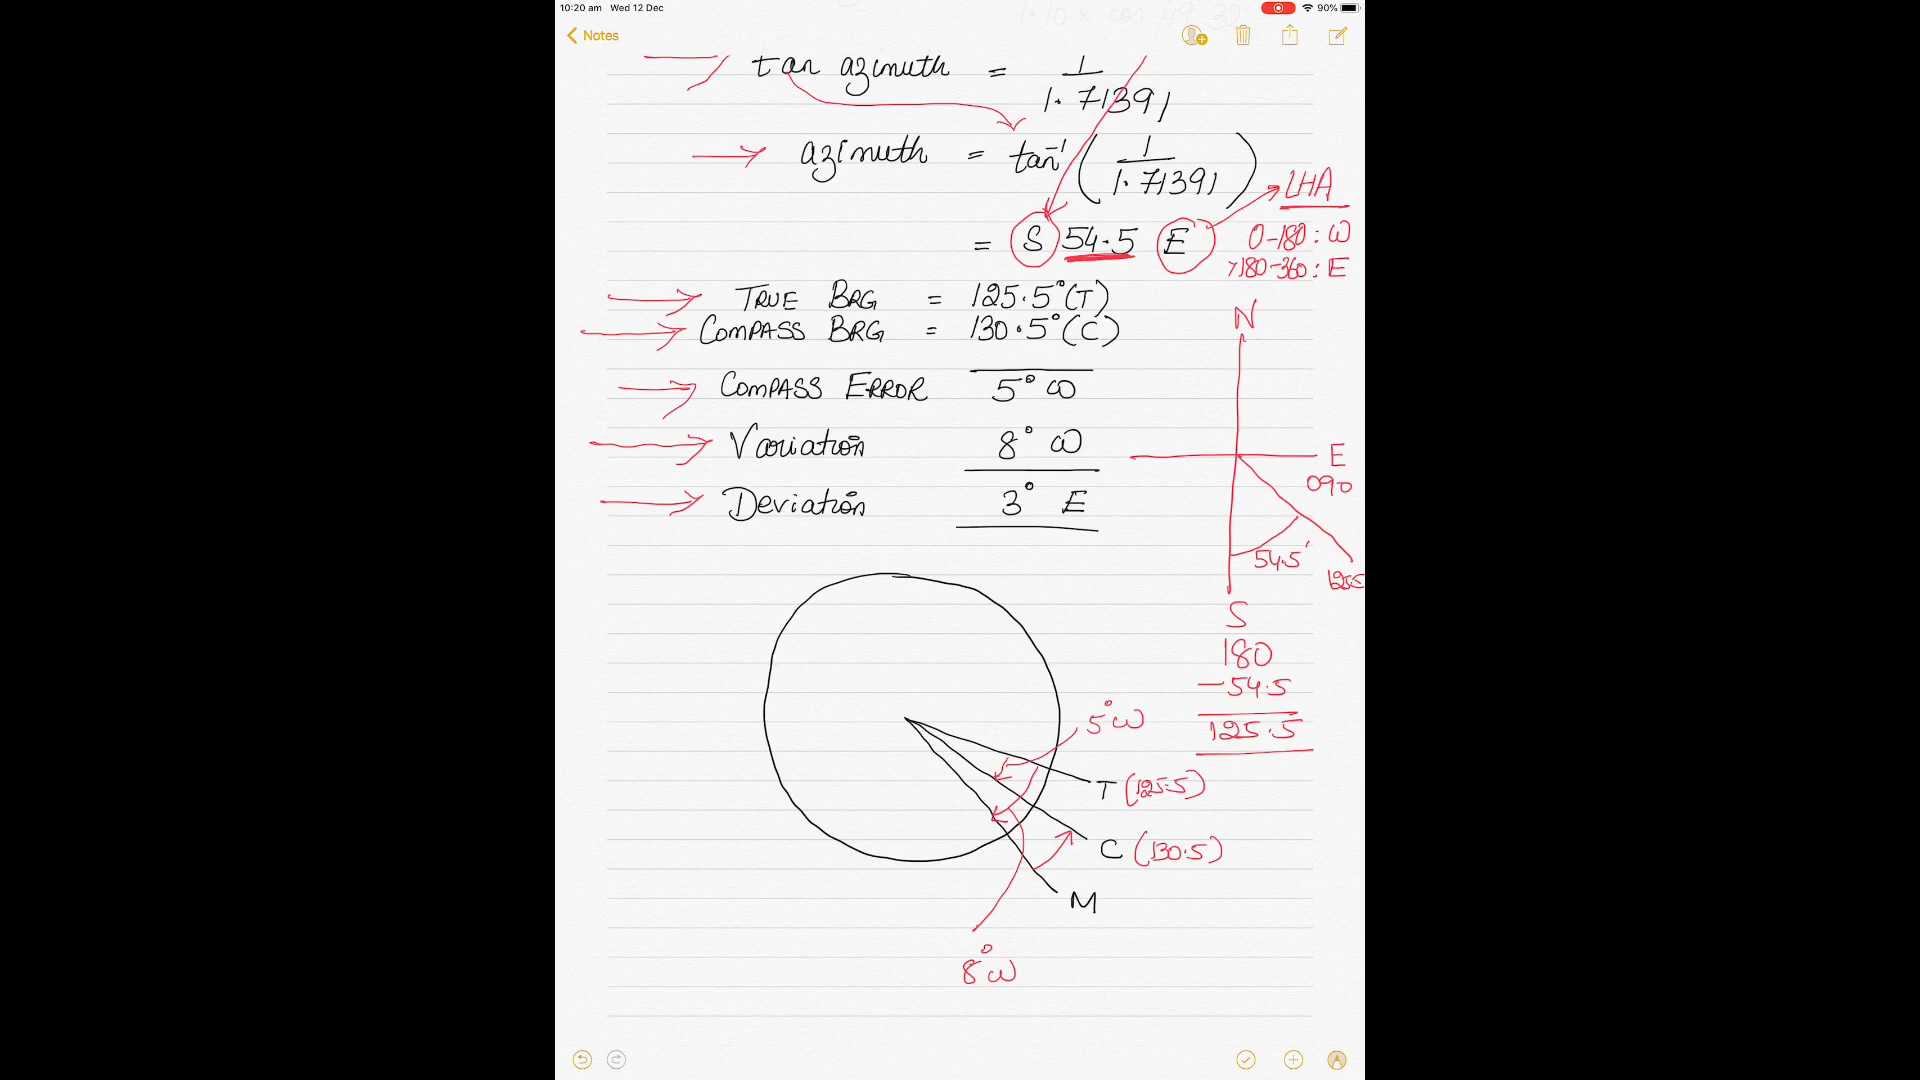 10:20 am Wed 12 Dec
90%
Notes
tan azimuth = 1/1.71391
azimuth = tan⁻¹ (1/1.71391)
LHA
0-180 : W
>180-360 : E
= S 54.5 E
TRUE BRG = 125.5°(T)
COMPASS BRG = 130.5°(C)
COMPASS ERROR 5° W
Variation 8° W
Deviation 3° E
N
E
090
54.5'
125.5
S
180
-54.5
125.5
5°W
T (125.5)
C (130.5)
M
8°W